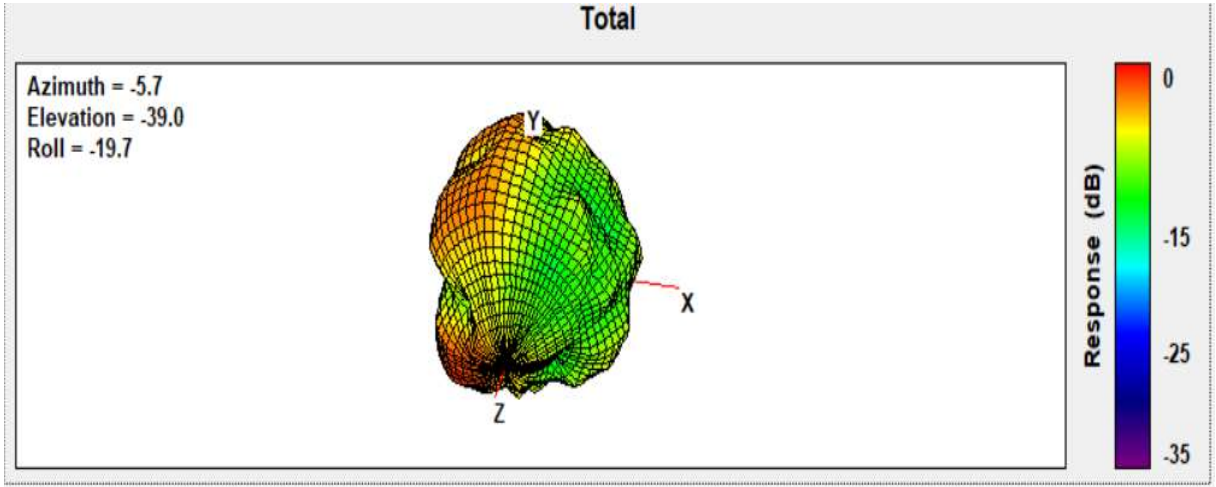 Total
Azimuth = -5.7
Elevation = -39.0
Roll = -19.7
Y
X
Z
0
-15
-25
-35
Response (dB)